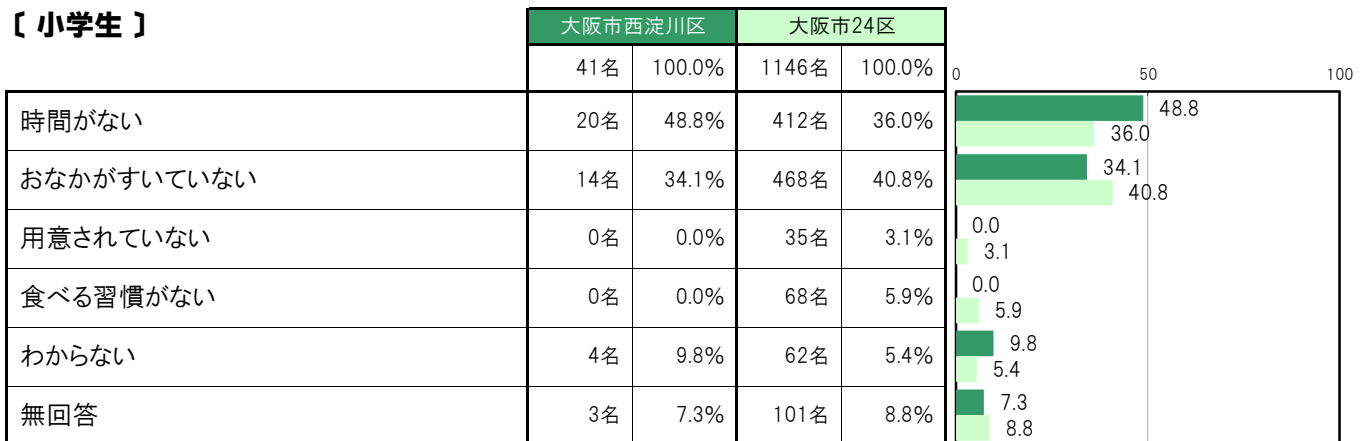 〔 小学生 〕
大阪市西淀川区 大阪市24区
41名 100.0% 1146名 100.0% 0 50 100
時間がない 20名 48.8% 412名 36.0% 48.8
36.0
おなかがすいていない 14名 34.1% 468名 40.8% 34.1
40.8
用意されていない 0名 0.0% 35名 3.1% 0.0
3.1
食べる習慣がない 0名 0.0% 68名 5.9% 0.0
5.9
わからない 4名 9.8% 62名 5.4% 9.8
5.4
無回答 3名 7.3% 101名 8.8% 7.3
8.8